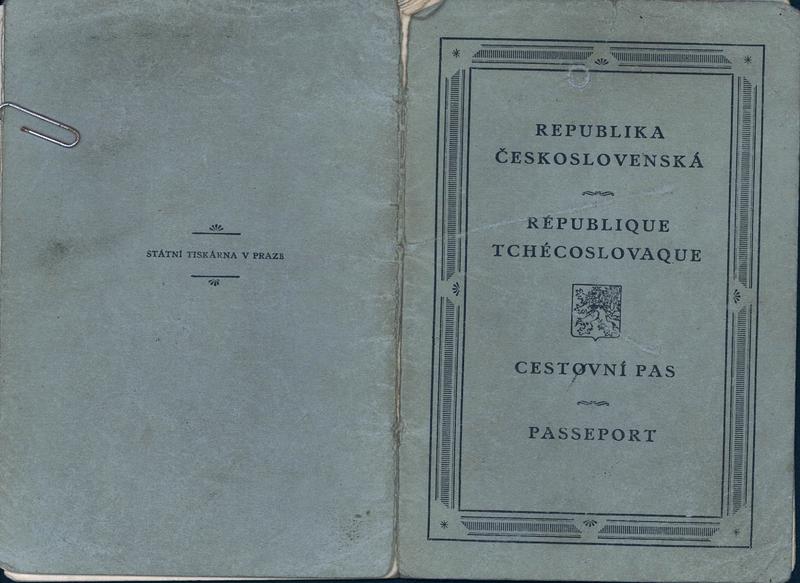 STÁTNÍ TISKÁRNA V PRAZE
REPUBLIKA
ČESKOSLOVENSKÁ
RÉPUBLIQUE
TCHÉCOSLOVAQUE
CESTOVNÍ PAS
PASSEPORT